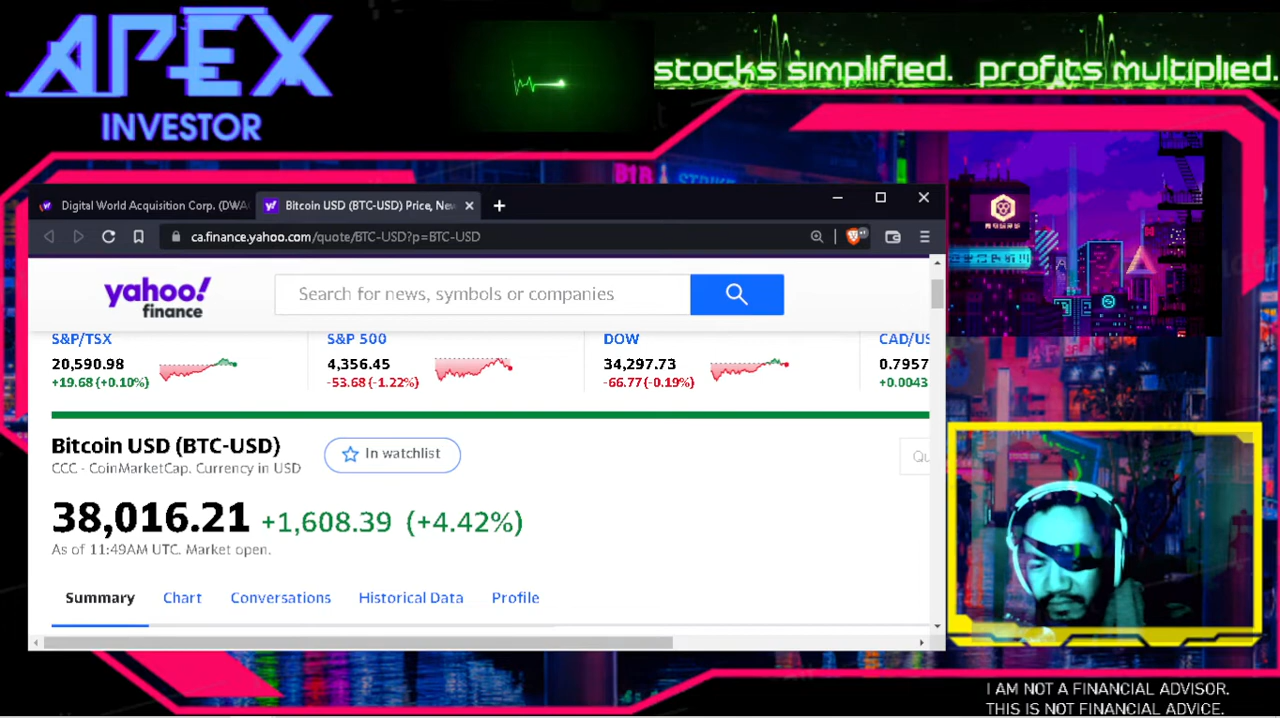 APEX
INVESTOR
stocks simplified. profits multiplied.
Digital World Acquisition Corp. (DWA
Bitcoin USD (BTC-USD) Price, Nev
ca.finance.yahoo.com/quote/BTC-USD?p=BTC-USD
yahoo!
finance
Search for news, symbols or companies
S&P/TSX
20,590.98
+19.68 (+0.10%)
S&P 500
4,356.45
-53.68 (-1.22%)
DOW
34,297.73
-66.77 (-0.19%)
CAD/US
0.7957
+0.0043
Bitcoin USD (BTC-USD)
CCC - CoinMarketCap. Currency in USD
In watchlist
Qu
38,016.21 +1,608.39 (+4.42%)
As of 11:49AM UTC. Market open.
Summary Chart Conversations Historical Data Profile
I AM NOT A FINANCIAL ADVISOR.
THIS IS NOT FINANCIAL ADVICE.